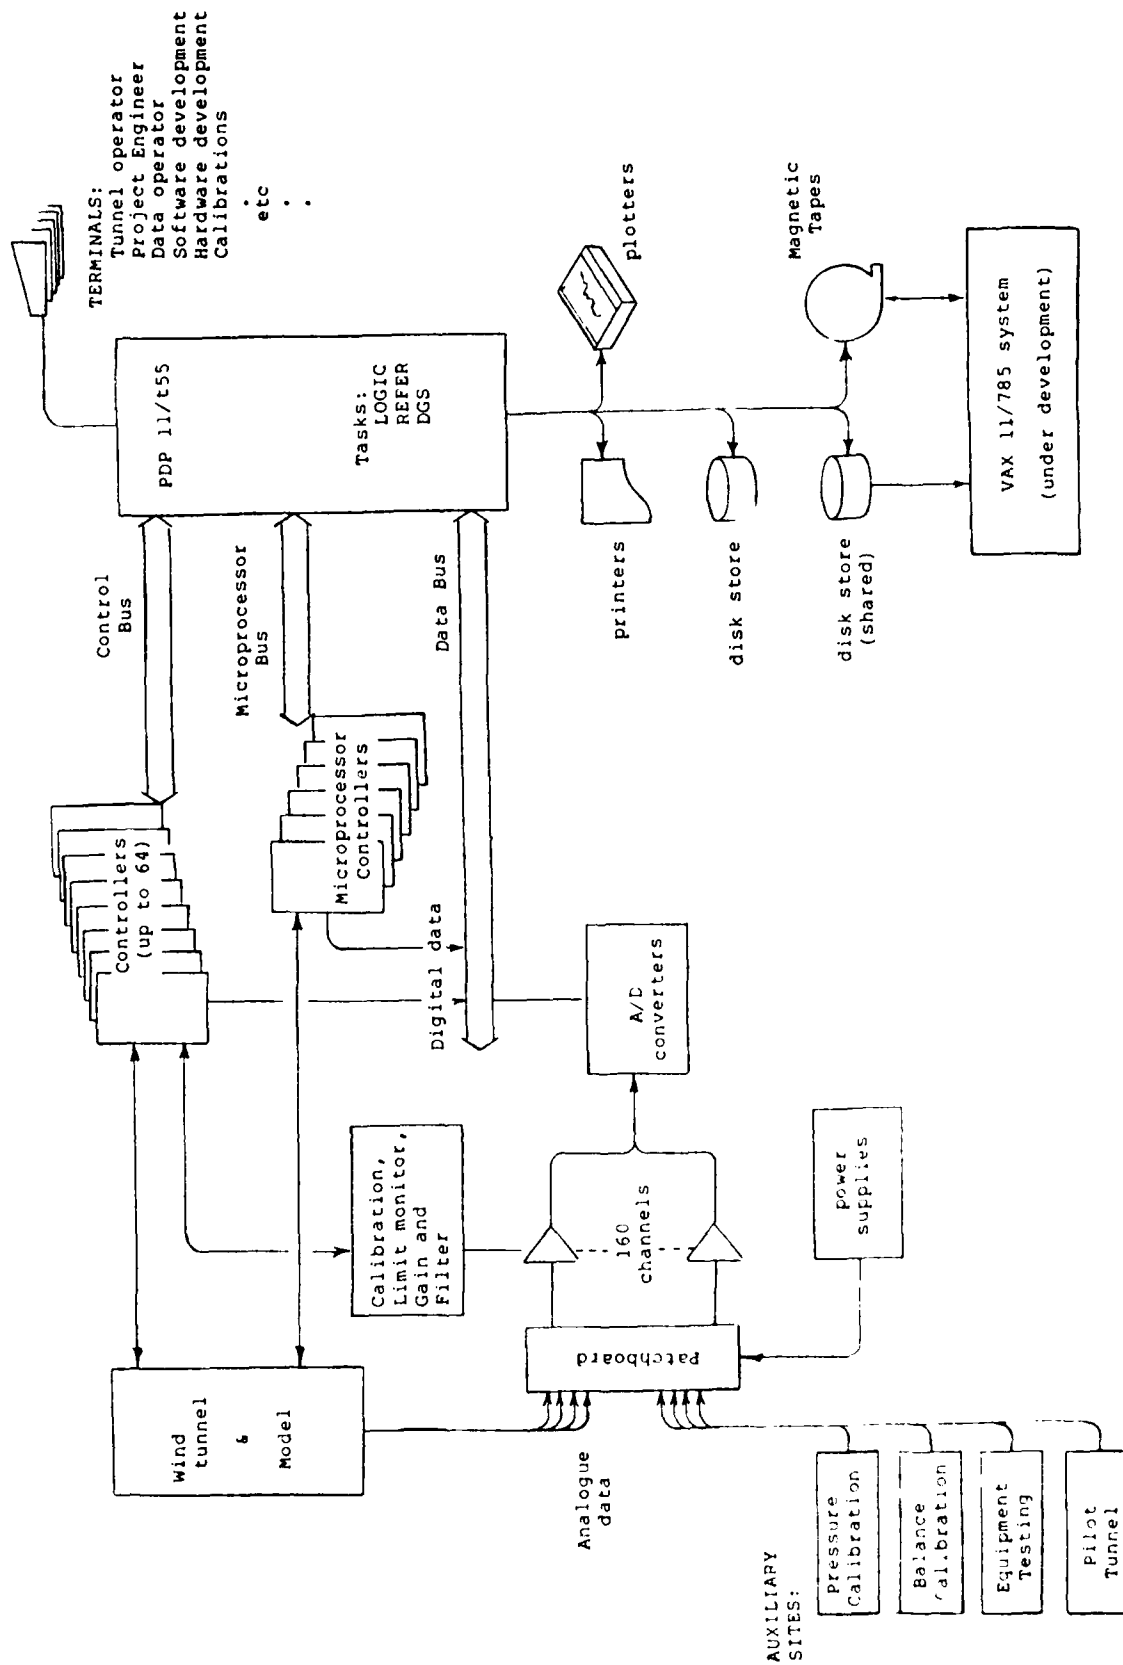 TERMINALS:
Tunnel operator
Project Engineer
Data operator
Software development
Hardware development
Calibrations
etc
PDP 11/t55
Tasks:
LOGIC
REFER
DGS
Control
Bus
Microprocessor
Bus
Data Bus
Controllers
(up to 64)
Microprocessor
Controllers
Digital data
Wind
tunnel
&
Model
Calibration,
Limit monitor,
Gain and
Filter
Analogue
data
Patchboard
160
channels
A/D
converters
power
supplies
AUXILIARY
SITES:
Pressure
Calibration
Balance
Calibration
Equipment
Testing
Pilot
Tunnel
printers
plotters
disk store
disk store
(shared)
Magnetic
Tapes
VAX 11/785 system
(under development)